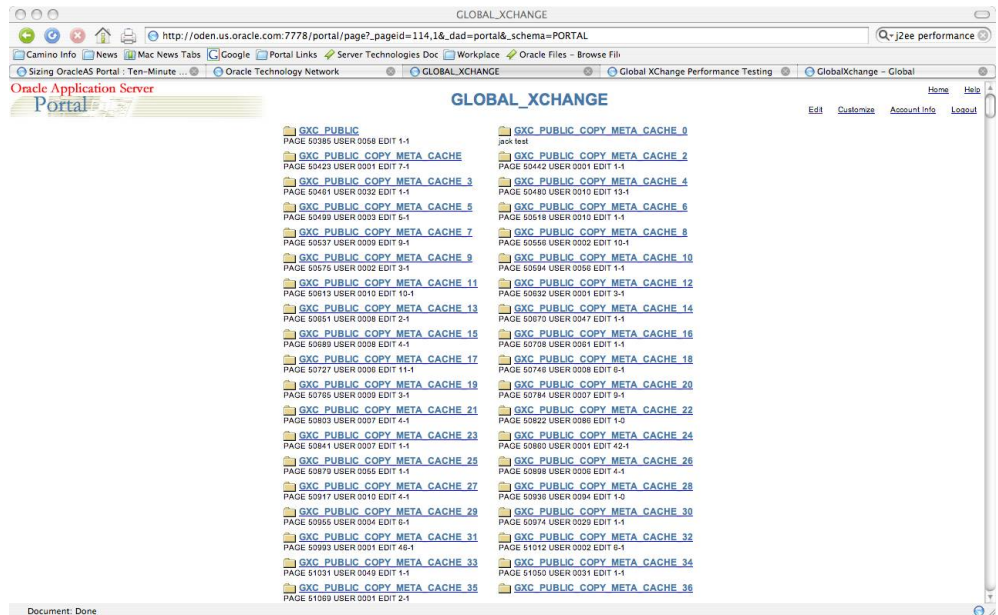 GLOBAL_XCHANGE
http://oden.us.oracle.com:7778/portal/page?_pageid=114,1&_dad=portal&_schema=PORTAL
j2ee performance
Camino Info News Mac News Tabs Google Portal Links Server Technologies Doc Workplace Oracle Files - Browse File
Sizing OracleAS Portal : Ten-Minute ... Oracle Technology Network GLOBAL_XCHANGE Global XChange Performance Testing GlobalXchange - Global
Oracle Application Server
Portal
GLOBAL_XCHANGE
Home Help
Edit Customize Account Info Logout
GXC_PUBLIC GXC_PUBLIC_COPY_META_CACHE_0
PAGE 50385 USER 0058 EDIT 1-1 jack test
GXC_PUBLIC_COPY_META_CACHE GXC_PUBLIC_COPY_META_CACHE_2
PAGE 50423 USER 0001 EDIT 7-1 PAGE 50442 USER 0001 EDIT 1-1
GXC_PUBLIC_COPY_META_CACHE_3 GXC_PUBLIC_COPY_META_CACHE_4
PAGE 50461 USER 0032 EDIT 1-1 PAGE 50480 USER 0010 EDIT 13-1
GXC_PUBLIC_COPY_META_CACHE_5 GXC_PUBLIC_COPY_META_CACHE_6
PAGE 50499 USER 0003 EDIT 5-1 PAGE 50518 USER 0010 EDIT 1-1
GXC_PUBLIC_COPY_META_CACHE_7 GXC_PUBLIC_COPY_META_CACHE_8
PAGE 50537 USER 0009 EDIT 9-1 PAGE 50556 USER 0002 EDIT 10-1
GXC_PUBLIC_COPY_META_CACHE_9 GXC_PUBLIC_COPY_META_CACHE_10
PAGE 50575 USER 0002 EDIT 3-1 PAGE 50594 USER 0056 EDIT 1-1
GXC_PUBLIC_COPY_META_CACHE_11 GXC_PUBLIC_COPY_META_CACHE_12
PAGE 50613 USER 0010 EDIT 10-1 PAGE 50632 USER 0001 EDIT 3-1
GXC_PUBLIC_COPY_META_CACHE_13 GXC_PUBLIC_COPY_META_CACHE_14
PAGE 50651 USER 0008 EDIT 2-1 PAGE 50670 USER 0047 EDIT 1-1
GXC_PUBLIC_COPY_META_CACHE_15 GXC_PUBLIC_COPY_META_CACHE_16
PAGE 50689 USER 0008 EDIT 4-1 PAGE 50708 USER 0061 EDIT 1-1
GXC_PUBLIC_COPY_META_CACHE_17 GXC_PUBLIC_COPY_META_CACHE_18
PAGE 50727 USER 0006 EDIT 11-1 PAGE 50746 USER 0008 EDIT 6-1
GXC_PUBLIC_COPY_META_CACHE_19 GXC_PUBLIC_COPY_META_CACHE_20
PAGE 50765 USER 0009 EDIT 3-1 PAGE 50784 USER 0007 EDIT 9-1
GXC_PUBLIC_COPY_META_CACHE_21 GXC_PUBLIC_COPY_META_CACHE_22
PAGE 50803 USER 0007 EDIT 4-1 PAGE 50822 USER 0086 EDIT 1-0
GXC_PUBLIC_COPY_META_CACHE_23 GXC_PUBLIC_COPY_META_CACHE_24
PAGE 50841 USER 0007 EDIT 1-1 PAGE 50860 USER 0001 EDIT 42-1
GXC_PUBLIC_COPY_META_CACHE_25 GXC_PUBLIC_COPY_META_CACHE_26
PAGE 50879 USER 0055 EDIT 1-1 PAGE 50898 USER 0006 EDIT 4-1
GXC_PUBLIC_COPY_META_CACHE_27 GXC_PUBLIC_COPY_META_CACHE_28
PAGE 50917 USER 0010 EDIT 4-1 PAGE 50936 USER 0094 EDIT 1-0
GXC_PUBLIC_COPY_META_CACHE_29 GXC_PUBLIC_COPY_META_CACHE_30
PAGE 50955 USER 0004 EDIT 6-1 PAGE 50974 USER 0029 EDIT 1-1
GXC_PUBLIC_COPY_META_CACHE_31 GXC_PUBLIC_COPY_META_CACHE_32
PAGE 50993 USER 0001 EDIT 46-1 PAGE 51012 USER 0002 EDIT 6-1
GXC_PUBLIC_COPY_META_CACHE_33 GXC_PUBLIC_COPY_META_CACHE_34
PAGE 51031 USER 0049 EDIT 1-1 PAGE 51050 USER 0031 EDIT 1-1
GXC_PUBLIC_COPY_META_CACHE_35 GXC_PUBLIC_COPY_META_CACHE_36
PAGE 51069 USER 0001 EDIT 2-1
Document: Done